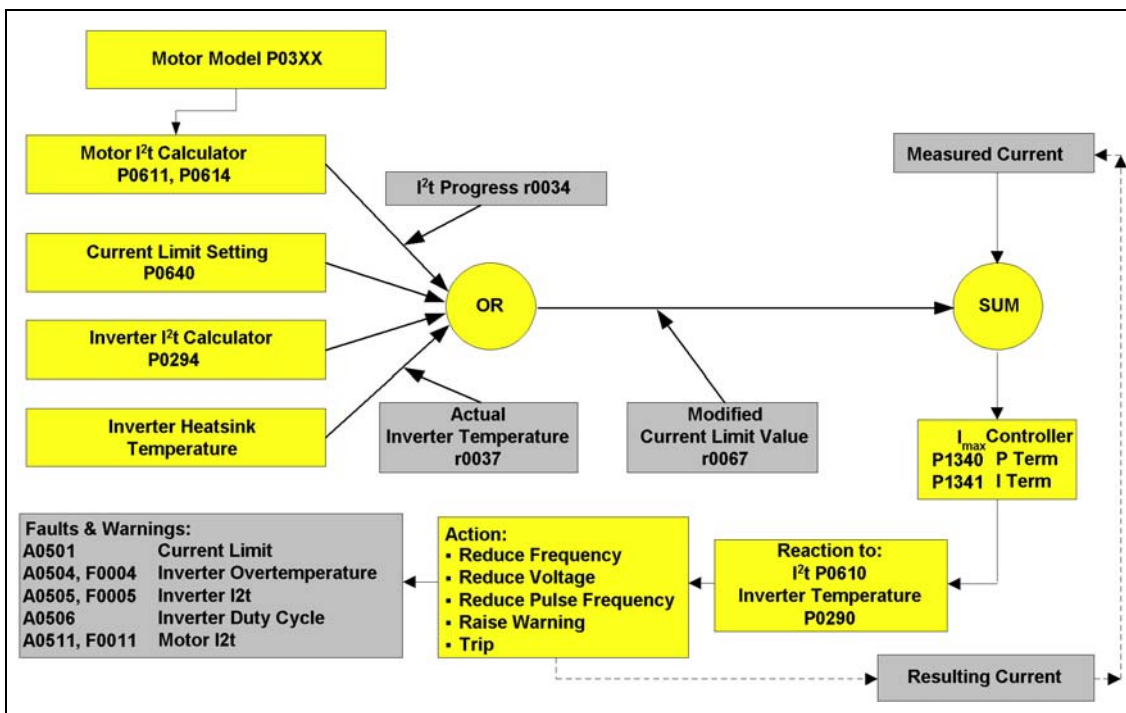 Motor Model P03XX
Motor I²t Calculator
P0611, P0614
I²t Progress r0034
Measured Current
Current Limit Setting
P0640
OR
SUM
Inverter I²t Calculator
P0294
Inverter Heatsink
Temperature
Actual
Inverter Temperature
r0037
Modified
Current Limit Value
r0067
Imax Controller
P1340 P Term
P1341 I Term
Faults & Warnings:
A0501 Current Limit
A0504, F0004 Inverter Overtemperature
A0505, F0005 Inverter I2t
A0506 Inverter Duty Cycle
A0511, F0011 Motor I2t
Action:
▪ Reduce Frequency
▪ Reduce Voltage
▪ Reduce Pulse Frequency
▪ Raise Warning
▪ Trip
Reaction to:
I²t P0610
Inverter Temperature
P0290
Resulting Current